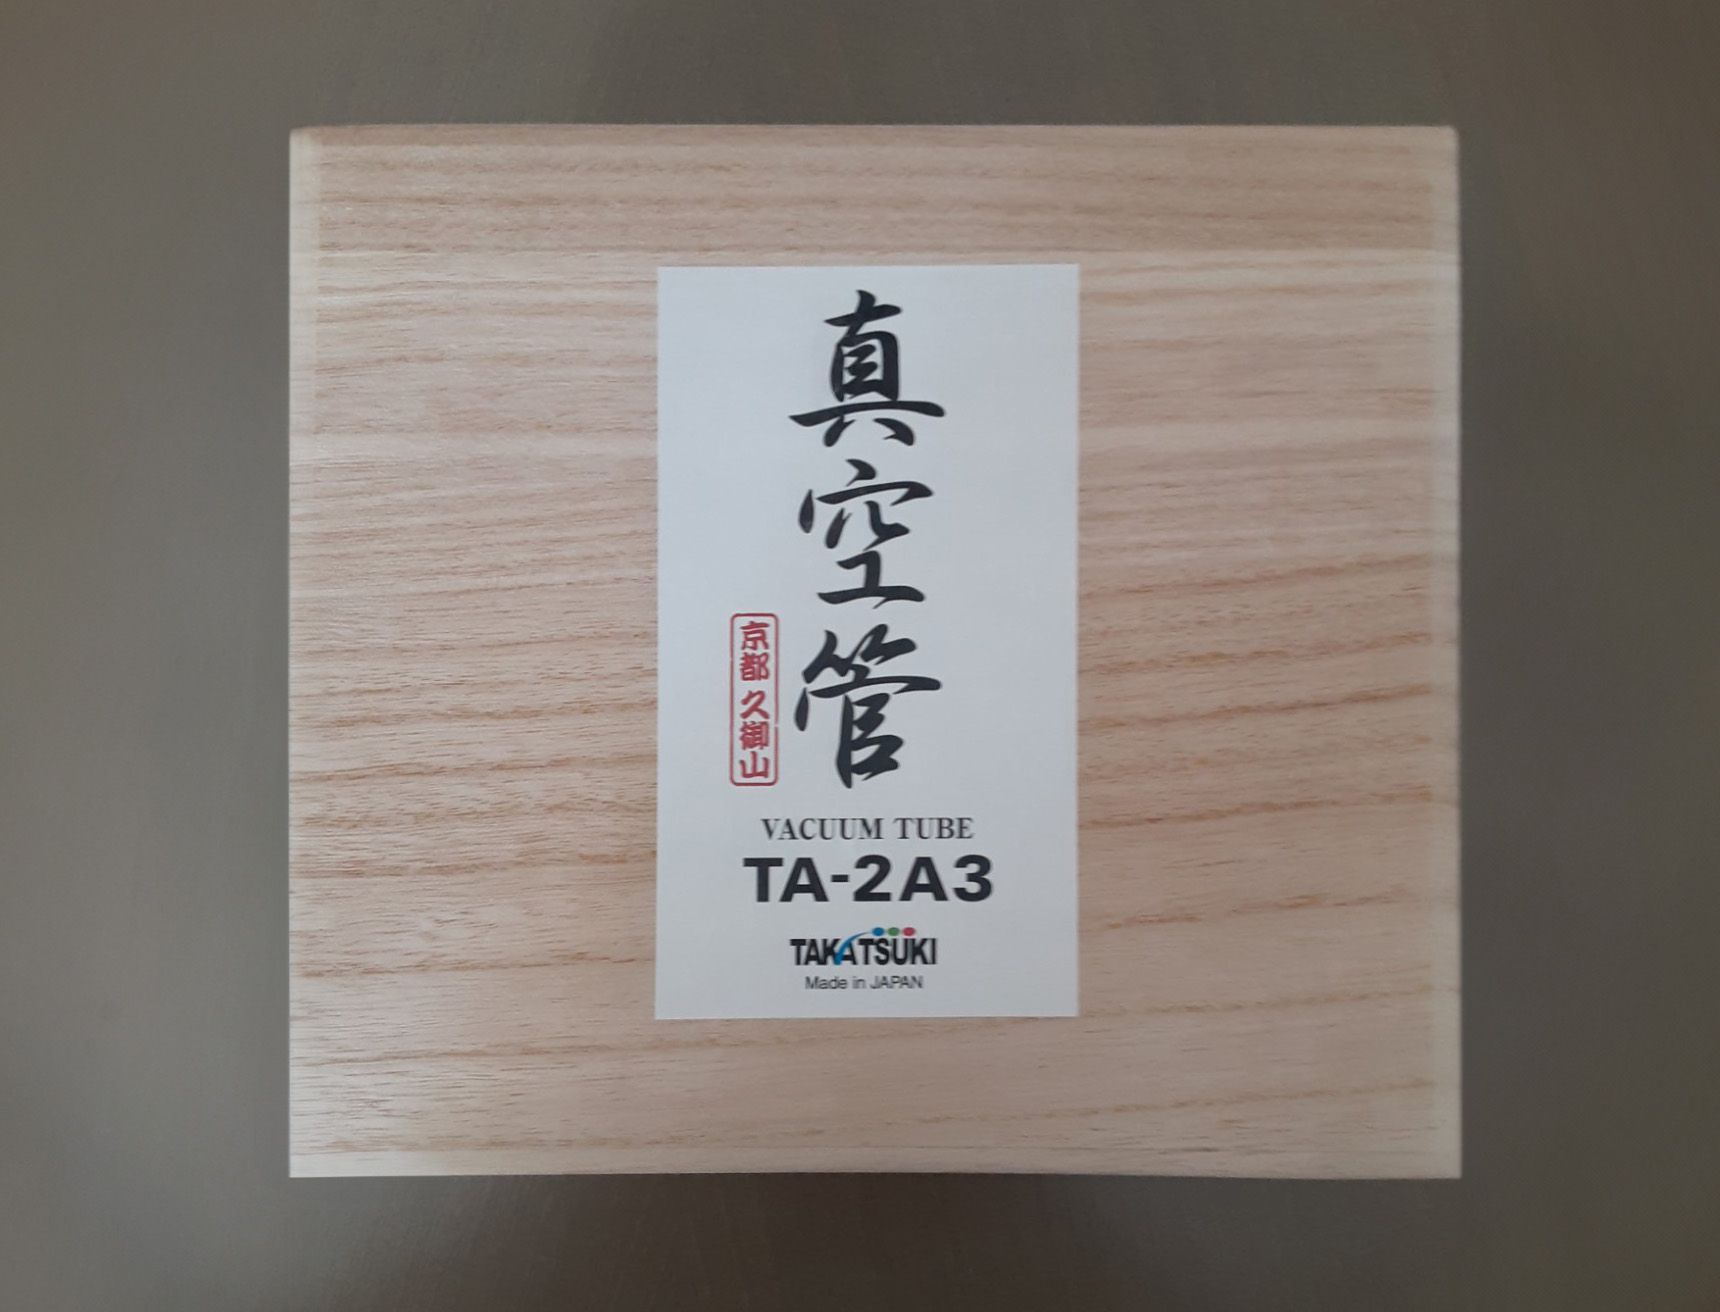 真空管
京都 久御山
VACUUM TUBE
TA-2A3
TAKATSUKI
Made in JAPAN